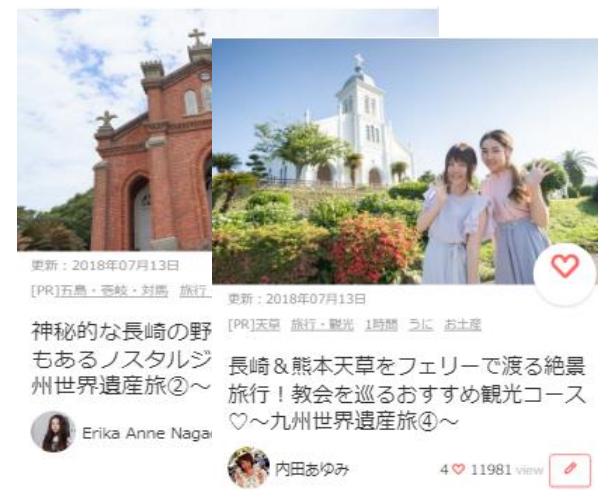 更新：2018年07月13日
[PR]五島・壱岐・対馬 旅行
神秘的な長崎の野
もあるノスタルジ
州世界遺産旅②～
Erika Anne Naga
更新：2018年07月13日
[PR]天草 旅行・観光 1時間 うに お土産
長崎＆熊本天草をフェリーで渡る絶景
旅行！教会を巡るおすすめ観光コース
♡～九州世界遺産旅④～
内田あゆみ
4♡ 11981 view